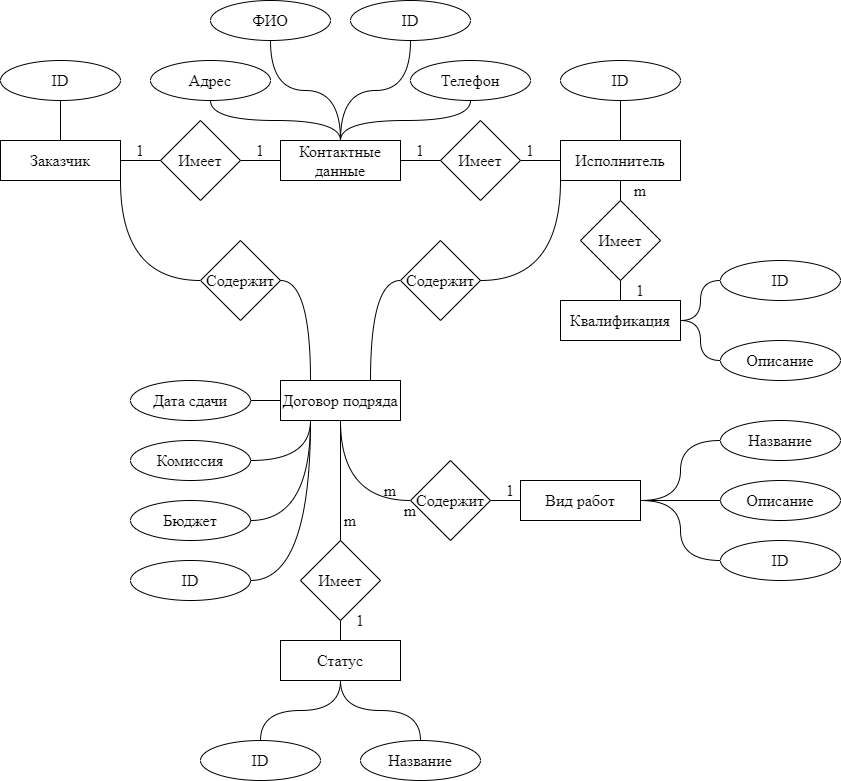 ФИО
ID
ID
Адрес
Телефон
ID
Заказчик
1
Имеет
1
Контактные
данные
1
Имеет
1
Исполнитель
m
Имеет
1
Содержит
Содержит
ID
Квалификация
Описание
Дата сдачи
Договор подряда
Комиссия
Название
Бюджет
m
m
Содержит
1
Вид работ
Описание
m
ID
Имеет
ID
1
Статус
ID
Название